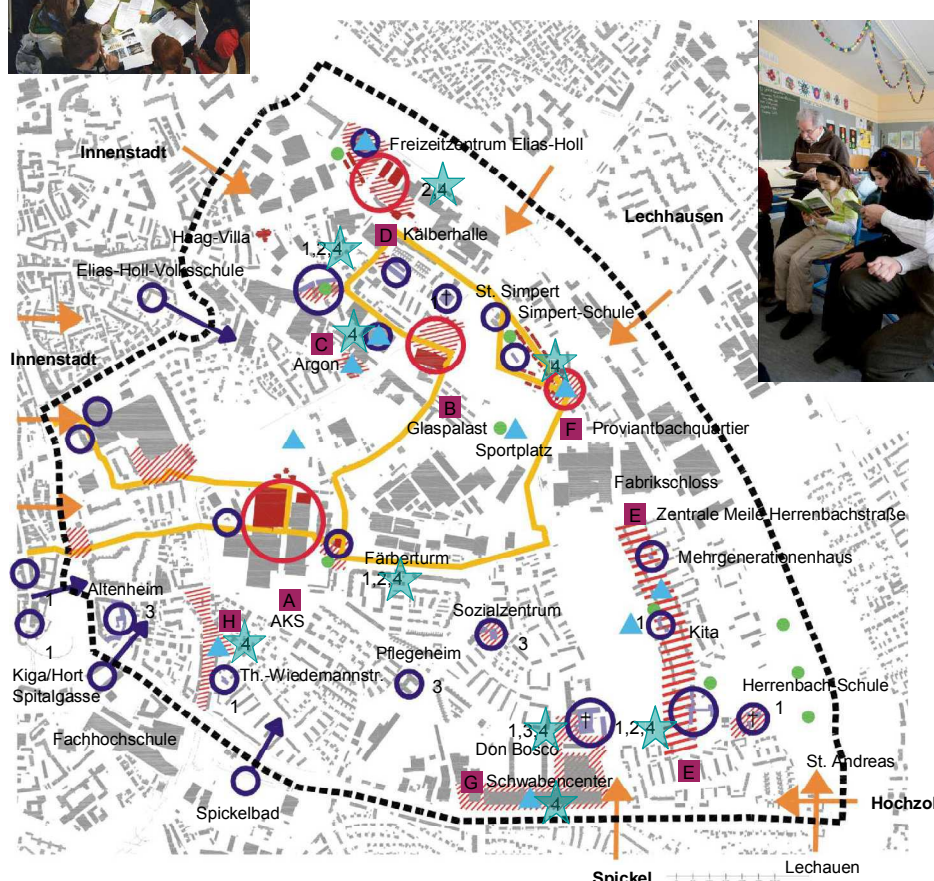 Innenstadt
Freizeitzentrum Elias-Holl
2,4
Lechhausen
Haag-Villa
D Kälberhalle
1,2,4
Elias-Holl-Volksschule
St. Simpert
Simpert-Schule
4
C
Innenstadt
Argon
4
B
Glaspalast
F Proviantbachquartier
Sportplatz
Fabrikschloss
E Zentrale Meile Herrenbachstraße
Mehrgenerationenhaus
Färberturm
1,2,4
Altenheim
1
3
A
AKS
Sozialzentrum
3
1
Kita
H
4
Pflegeheim
3
1
Kiga/Hort
Spitalgasse
Th.-Wiedemannstr.
1
Herrenbach-Schule
1
Fachhochschule
1,3,4
Don Bosco
1,2,4
E
St. Andreas
G Schwabencenter
4
Spickelbad
Hochzol
Lechauen
Spickel